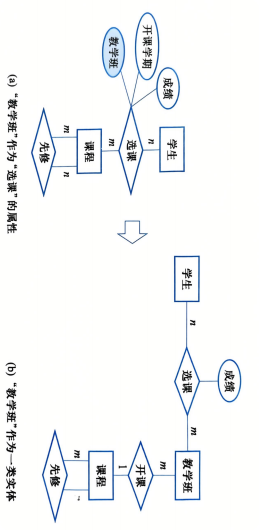 教学班
开课学期
成绩
学生
n
选课
m
课程
m
n
先修
(a) “教学班”作为“选课”的属性
成绩
学生
n
选课
m
教学班
m
开课
1
课程
m
先修
(b) “教学班”作为一类实体